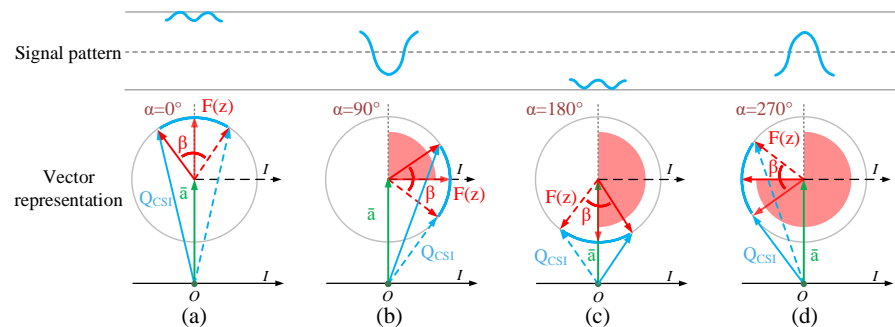 Signal pattern
α=0°
F(z)
β
I
ā
Q_CSI
I
O
(a)
α=90°
β
I
F(z)
ā
Q_CSI
I
O
(b)
α=180°
I
F(z)
β
Q_CSI
ā
I
O
(c)
α=270°
F(z)
β
I
Q_CSI
ā
I
O
(d)
Vector
representation